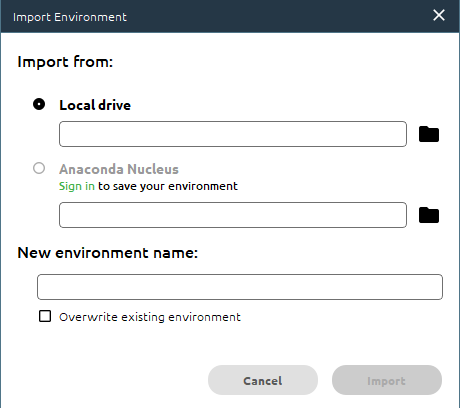 Import Environment
Import from:
Local drive
Anaconda Nucleus
Sign in to save your environment
New environment name:
Overwrite existing environment
Cancel
Import